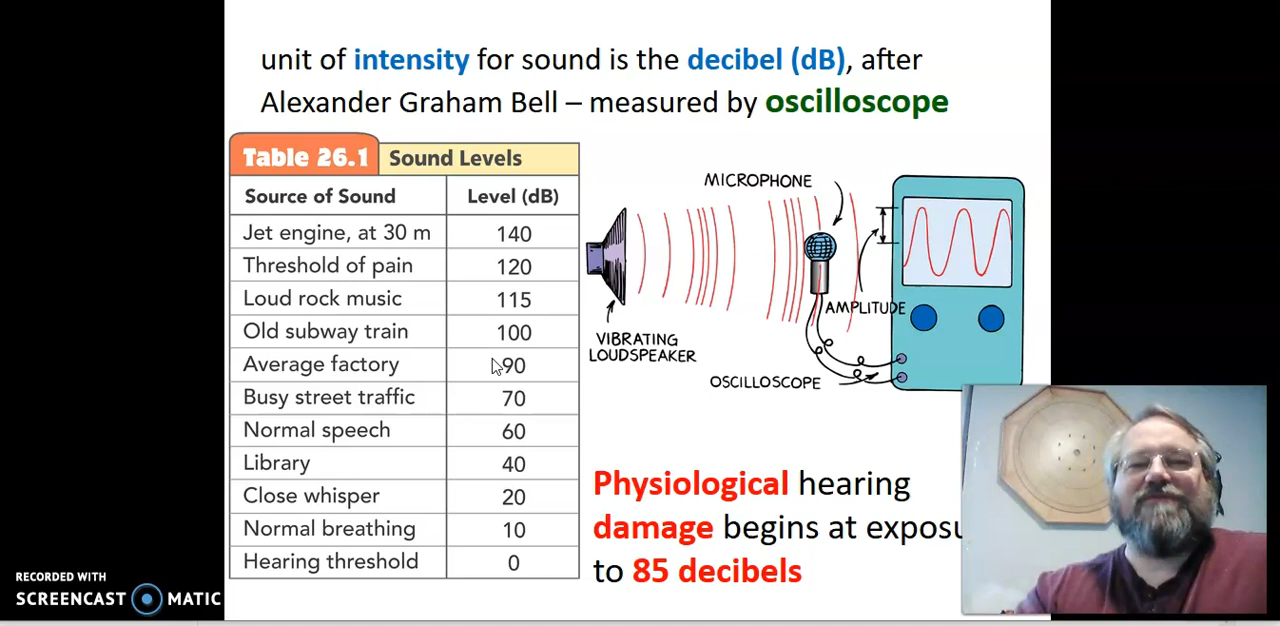 unit of intensity for sound is the decibel (dB), after
Alexander Graham Bell – measured by oscilloscope
Table 26.1 Sound Levels
Source of Sound Level (dB)
Jet engine, at 30 m 140
Threshold of pain 120
Loud rock music 115
Old subway train 100
Average factory 90
Busy street traffic 70
Normal speech 60
Library 40
Close whisper 20
Normal breathing 10
Hearing threshold 0
MICROPHONE
AMPLITUDE
VIBRATING
LOUDSPEAKER
OSCILLOSCOPE
Physiological hearing
damage begins at
to 85 decibels
RECORDED WITH
SCREENCAST MATIC